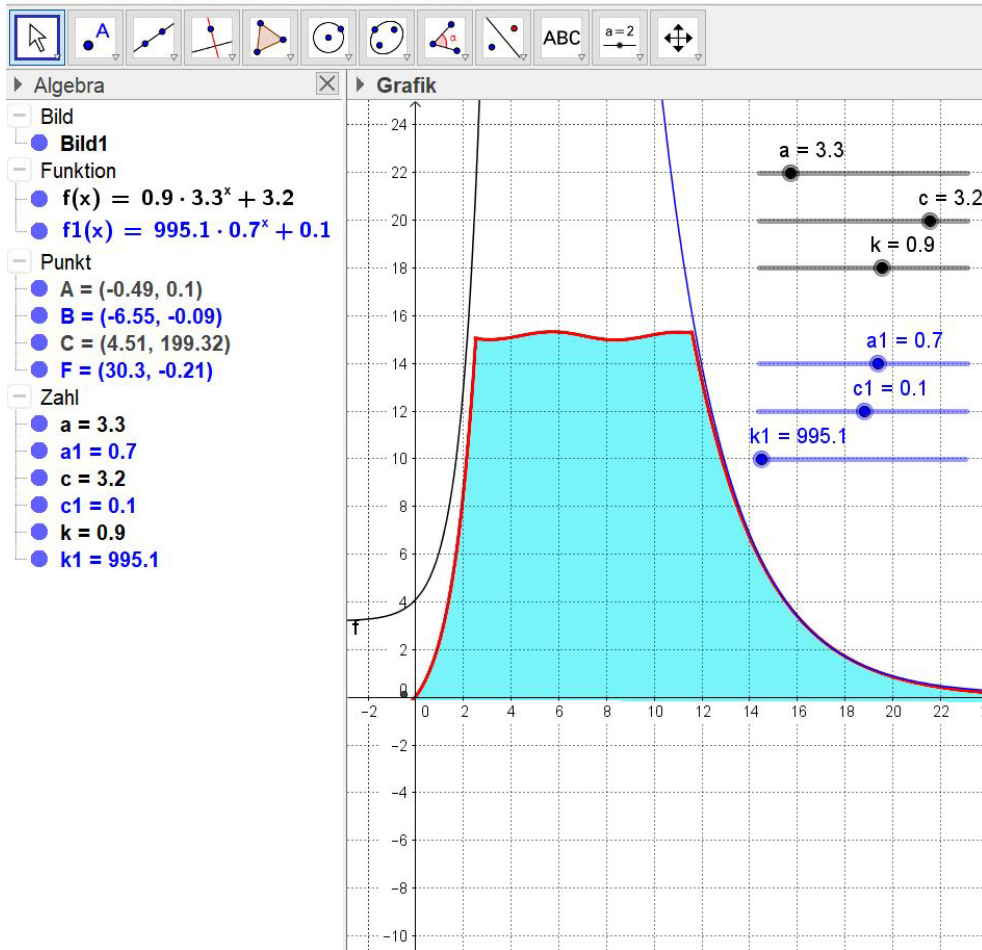 A
α
ABC
a = 2
Algebra
Grafik
Bild
Bild1
Funktion
f(x) = 0.9 · 3.3ˣ + 3.2
f1(x) = 995.1 · 0.7ˣ + 0.1
Punkt
A = (-0.49, 0.1)
B = (-6.55, -0.09)
C = (4.51, 199.32)
F = (30.3, -0.21)
Zahl
a = 3.3
a1 = 0.7
c = 3.2
c1 = 0.1
k = 0.9
k1 = 995.1
24
22
20
18
16
14
12
10
8
6
4
2
0
−2
−4
−6
−8
−10
−2 0 2 4 6 8 10 12 14 16 18 20 22
f
a = 3.3
c = 3.2
k = 0.9
a1 = 0.7
c1 = 0.1
k1 = 995.1